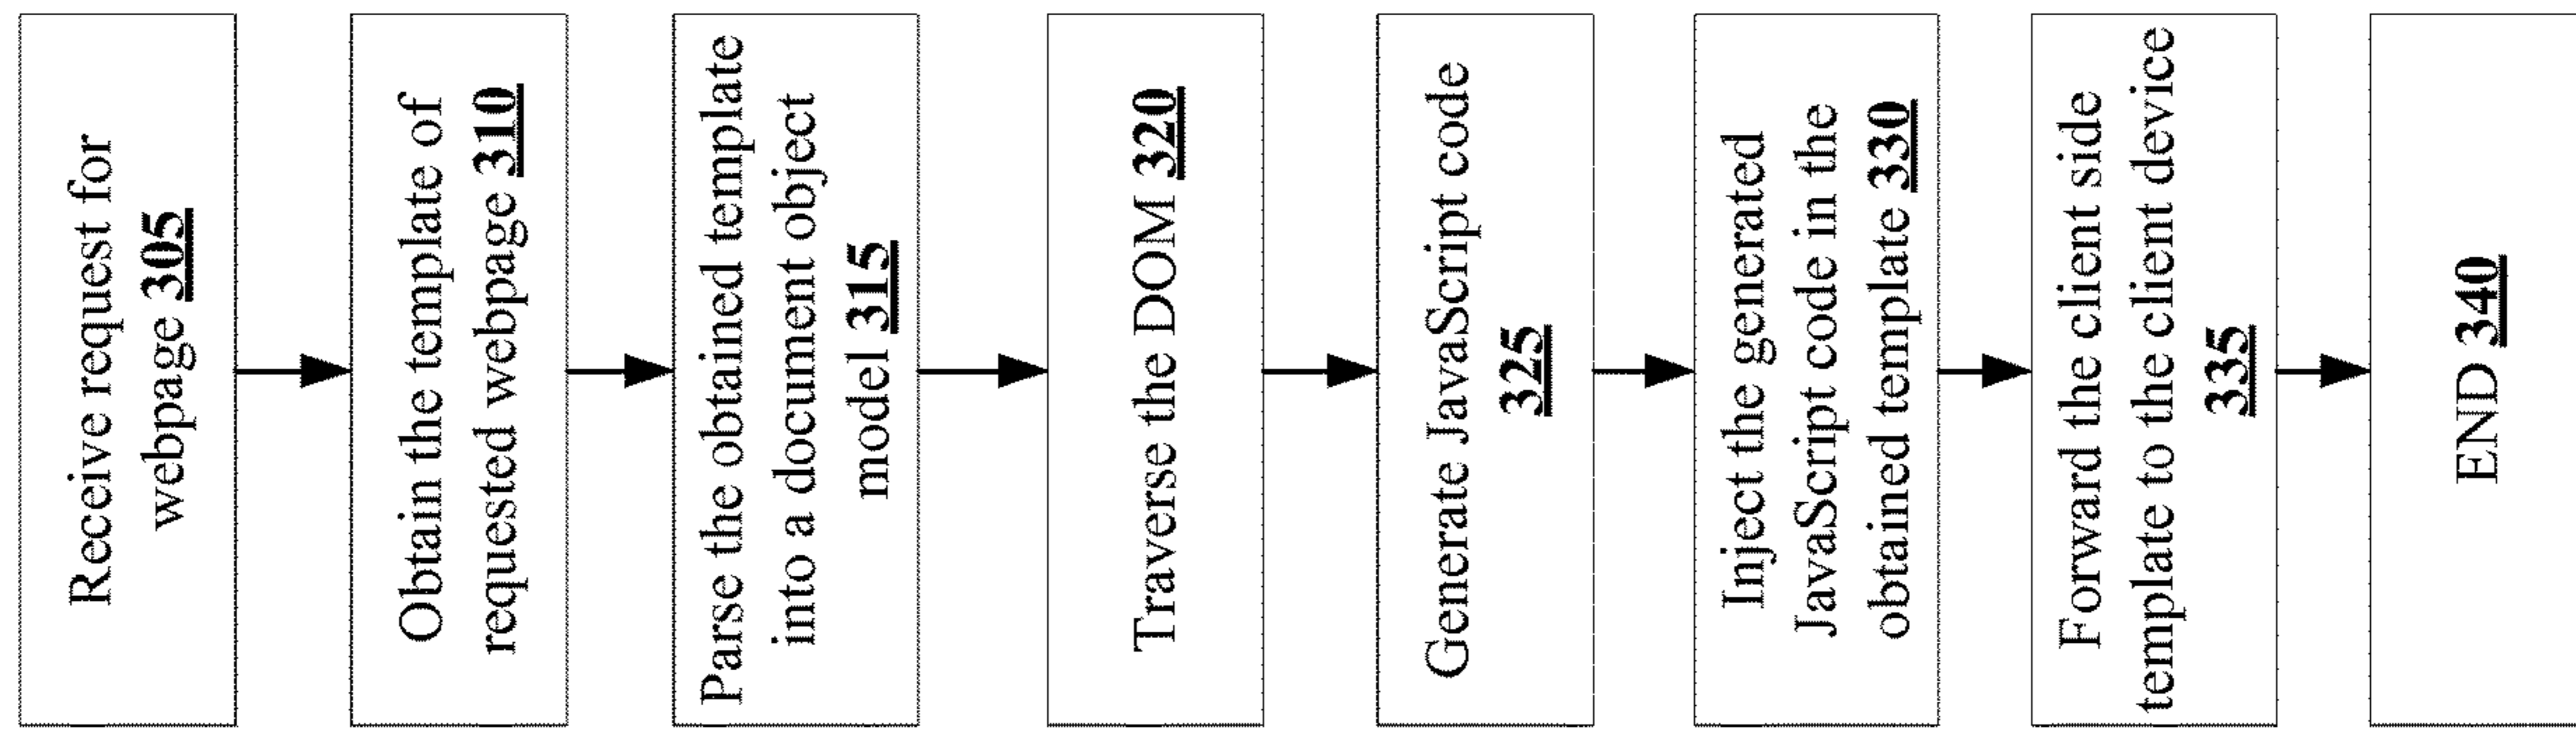 Receive request for
webpage 305
Obtain the template of
requested webpage 310
Parse the obtained template
into a document object
model 315
Traverse the DOM 320
Generate JavaScript code
325
Inject the generated
JavaScript code in the
obtained template 330
Forward the client side
template to the client device
335
END 340